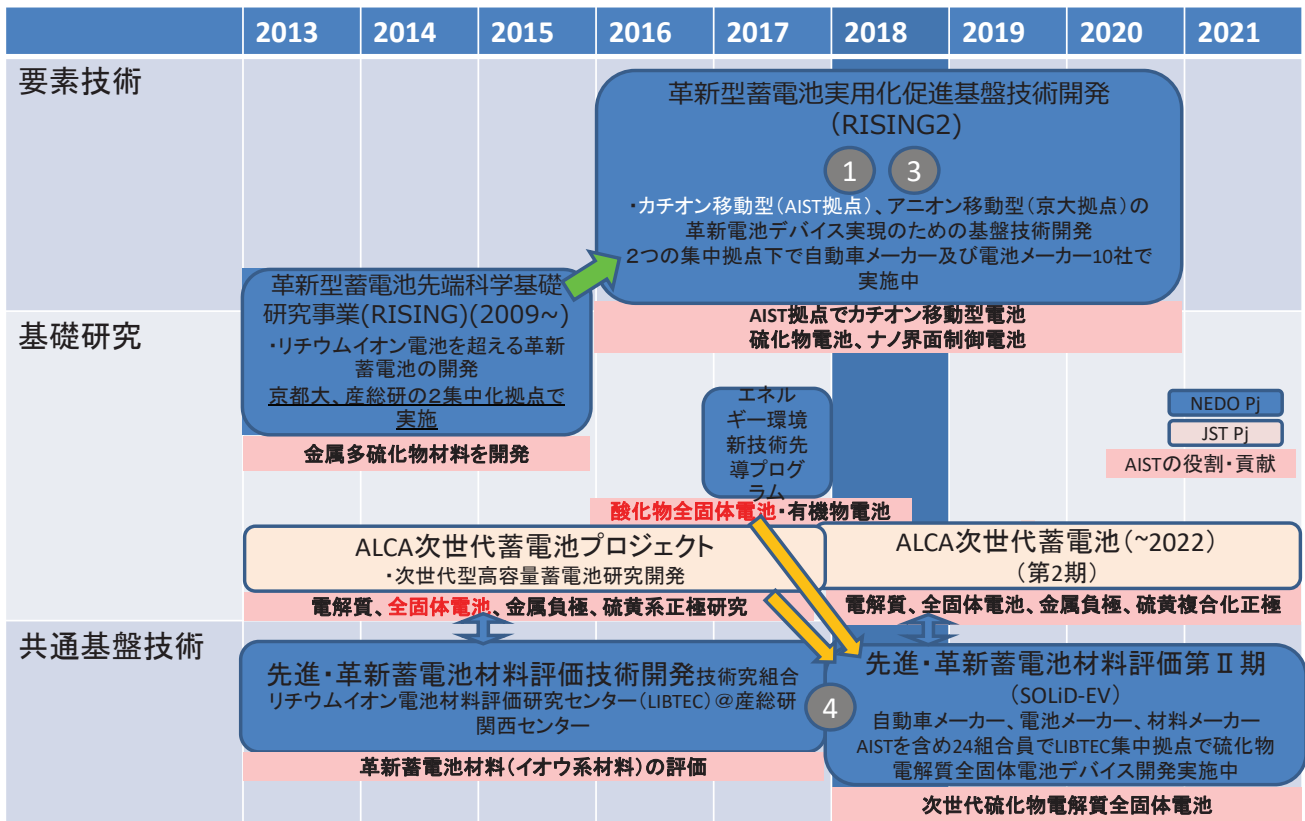 2013 2014 2015 2016 2017 2018 2019 2020 2021
要素技術
革新型蓄電池実用化促進基盤技術開発
(RISING2)
1 3
・カチオン移動型(AIST拠点)、アニオン移動型(京大拠点)の
革新電池デバイス実現のための基盤技術開発
2つの集中拠点下で自動車メーカー及び電池メーカー10社で
実施中
AIST拠点でカチオン移動型電池
硫化物電池、ナノ界面制御電池
基礎研究
革新型蓄電池先端科学基礎
研究事業(RISING)(2009~)
・リチウムイオン電池を超える革新
蓄電池の開発
京都大、産総研の2集中化拠点で
実施
金属多硫化物材料を開発
エネル
ギー環境
新技術先
導プログ
ラム
酸化物全固体電池・有機物電池
NEDO Pj
JST Pj
AISTの役割・貢献
ALCA次世代蓄電池プロジェクト
・次世代型高容量蓄電池研究開発
電解質、全固体電池、金属負極、硫黄系正極研究
ALCA次世代蓄電池(~2022)
(第2期)
電解質、全固体電池、金属負極、硫黄複合化正極
共通基盤技術
先進・革新蓄電池材料評価技術開発技術究組合
リチウムイオン電池材料評価研究センター(LIBTEC)@産総研
関西センター
革新蓄電池材料(イオウ系材料)の評価
4
先進・革新蓄電池材料評価第Ⅱ期
(SOLiD-EV)
自動車メーカー、電池メーカー、材料メーカー
AISTを含め24組合員でLIBTEC集中拠点で硫化物
電解質全固体電池デバイス開発実施中
次世代硫化物電解質全固体電池